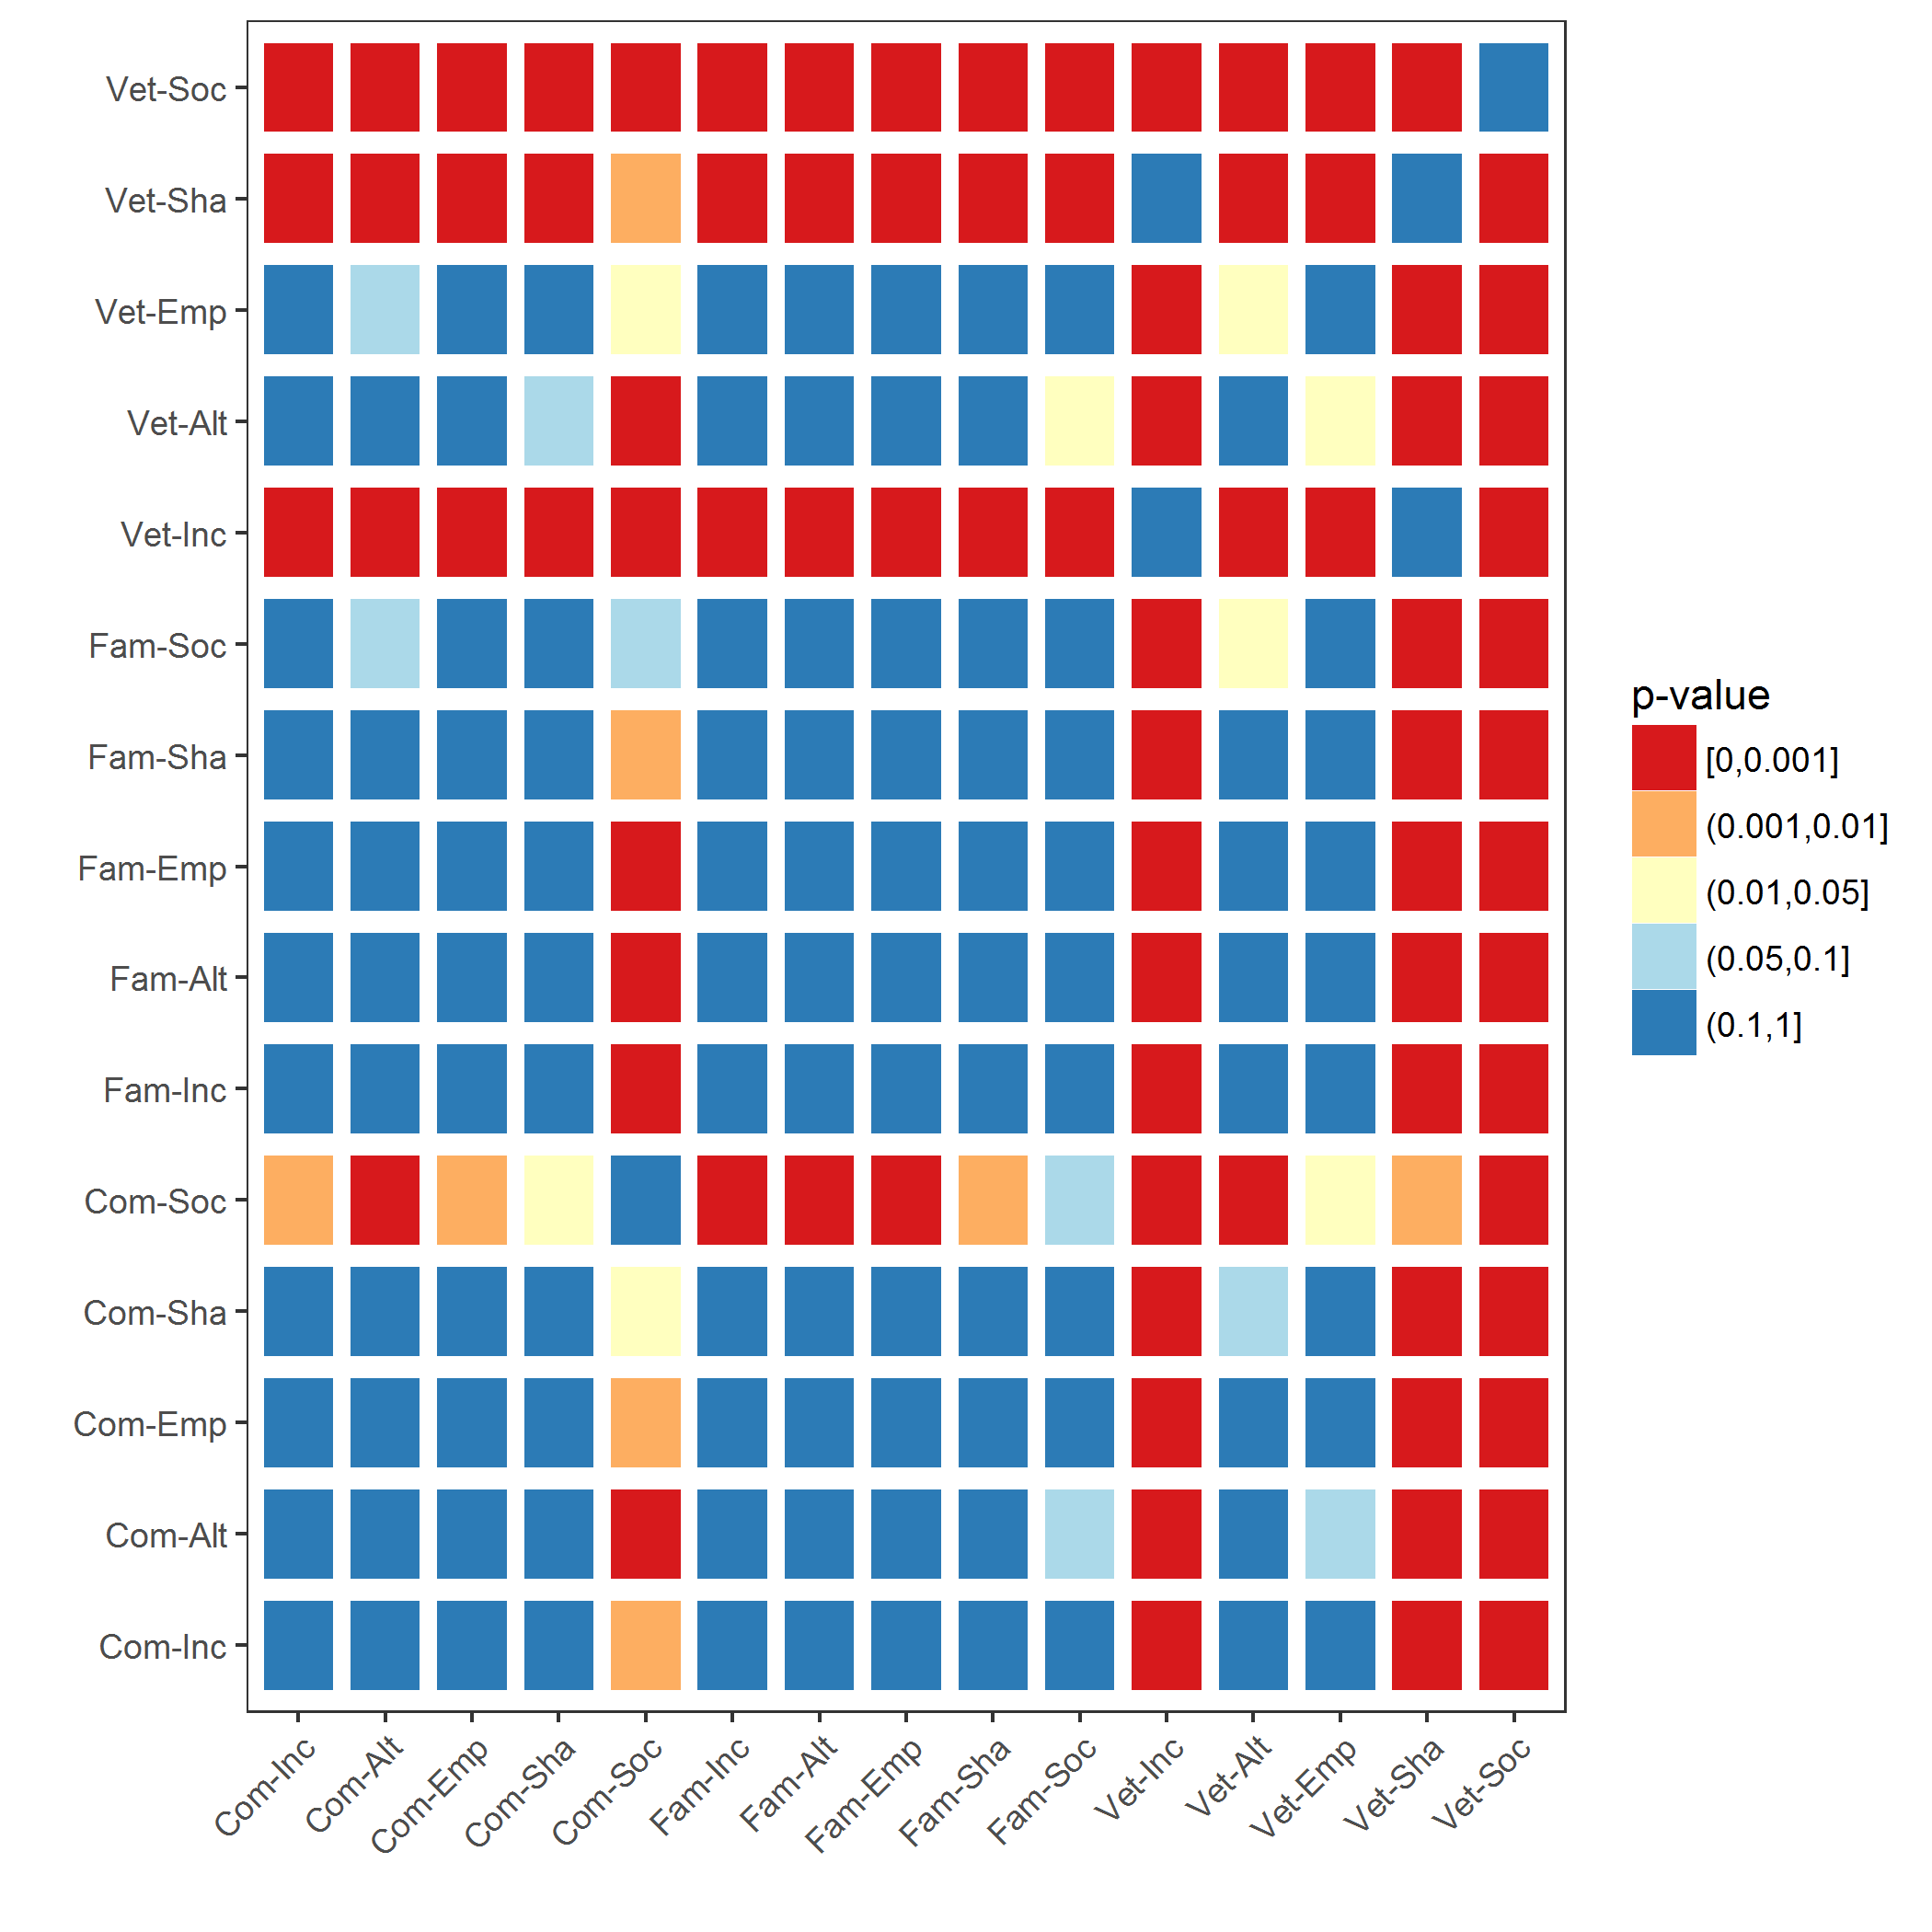 Vet-Soc
Vet-Sha
Vet-Emp
Vet-Alt
Vet-Inc
Fam-Soc
Fam-Sha
Fam-Emp
Fam-Alt
Fam-Inc
Com-Soc
Com-Sha
Com-Emp
Com-Alt
Com-Inc
Com-Inc
Com-Alt
Com-Emp
Com-Sha
Com-Soc
Fam-Inc
Fam-Alt
Fam-Emp
Fam-Sha
Fam-Soc
Vet-Inc
Vet-Alt
Vet-Emp
Vet-Sha
Vet-Soc
p-value
[0,0.001]
(0.001,0.01]
(0.01,0.05]
(0.05,0.1]
(0.1,1]